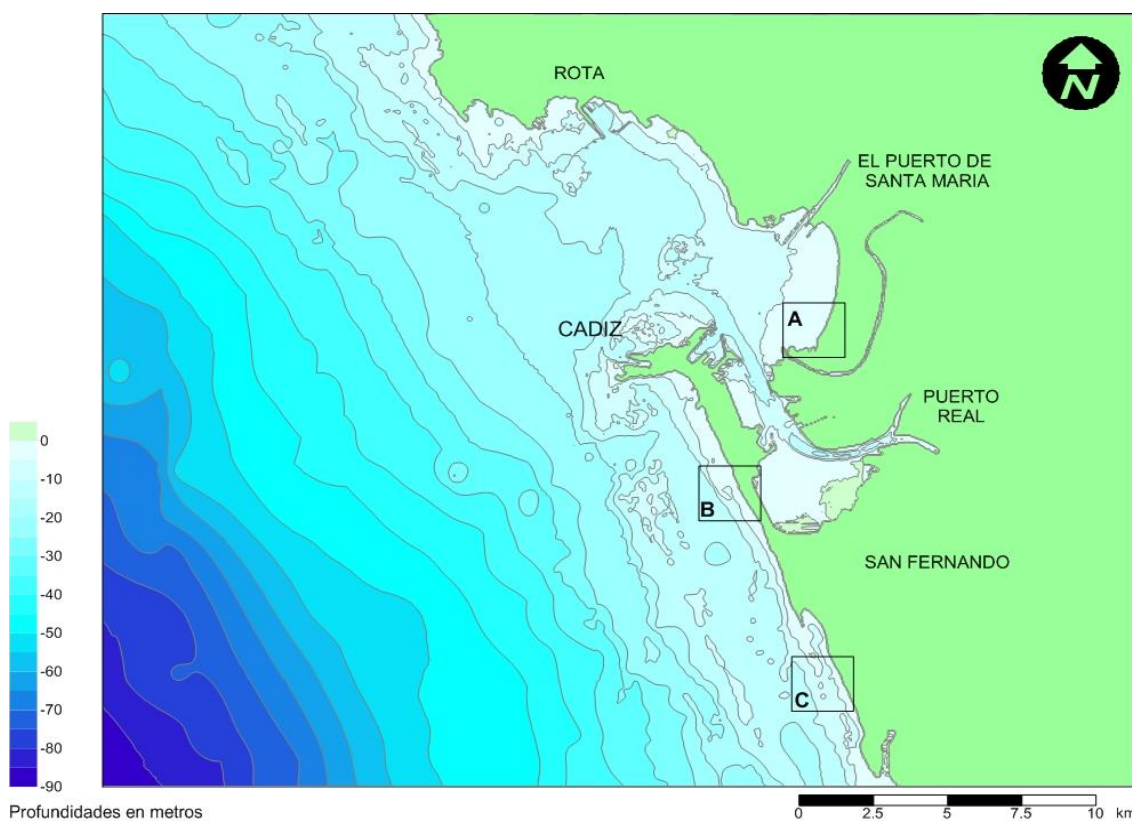 N
ROTA
EL PUERTO DE
SANTA MARIA
A
CADIZ
PUERTO
REAL
B
SAN FERNANDO
C
0
-10
-20
-30
-40
-50
-60
-70
-80
-90
Profundidades en metros
0 2.5 5 7.5 10 km